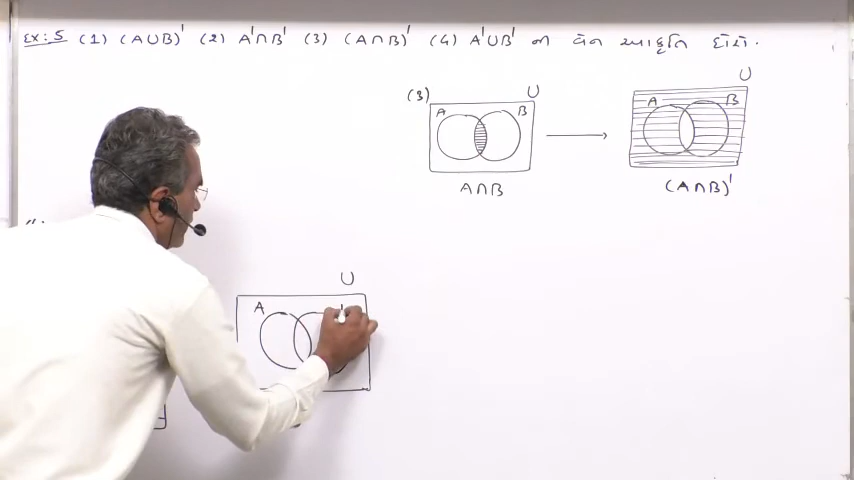 Ex: 5 (1) (A∪B)' (2) A'∩B' (3) (A∩B)' (4) A'∪B' ની વેન આકૃતિ દોરો.
(3) A B U A B U
A∩B (A∩B)'
U
A